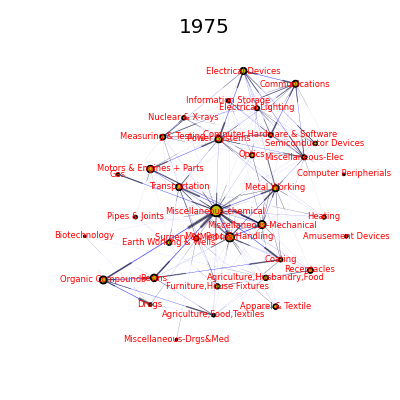 1975
Electrical Devices
Communications
Information Storage
Electrical Lighting
Nuclear & X-rays
Measuring & Testing
Power Systems
Computer Hardware & Software
Semiconductor Devices
Optics
Miscellaneous-Elec
Motors & Engines + Parts
Gas
Computer Peripherials
Transportation
Metal Working
Miscellaneous-chemical
Pipes & Joints
Heating
Miscellaneous-Mechanical
Biotechnology
Earth Working & Wells
Material Handling
Amusement Devices
Coating
Receptacles
Organic Compounds
Resins
Agriculture,Husbandry,Food
Furniture,House Fixtures
Drugs
Apparel & Textile
Agriculture,Food,Textiles
Miscellaneous-Drgs&Med